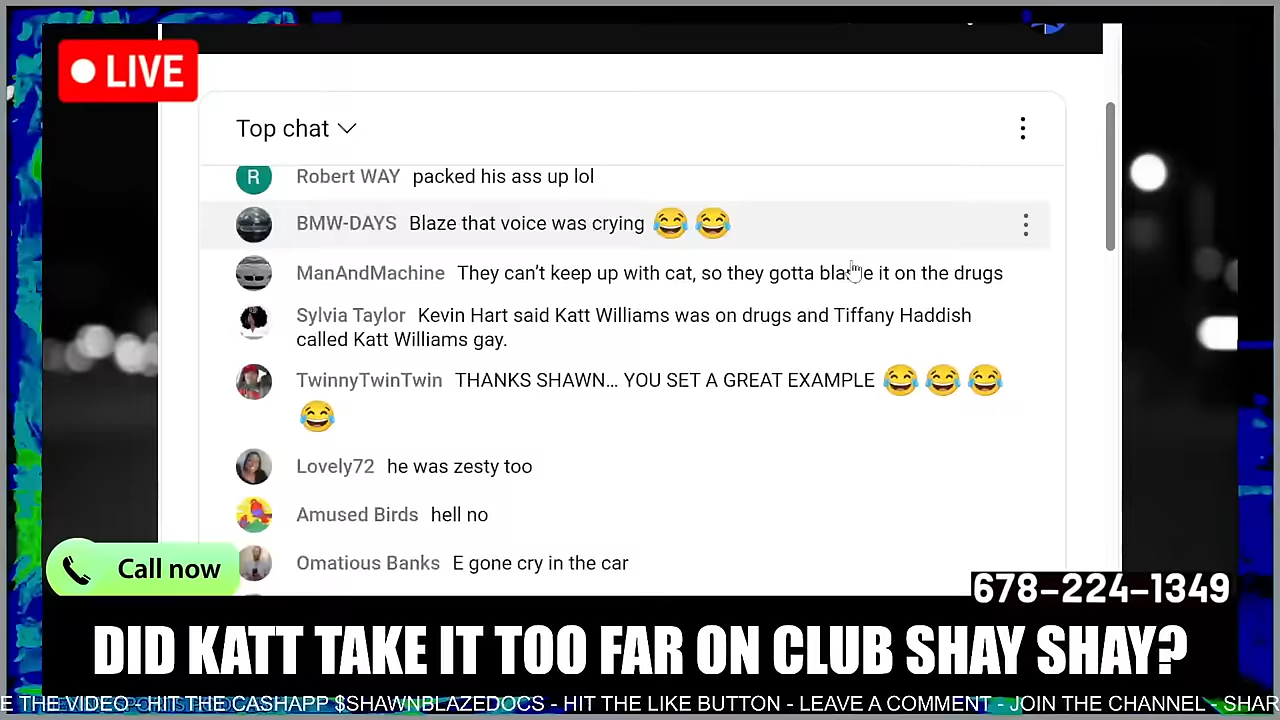 LIVE
Top chat
R
Robert WAY packed his ass up lol
BMW-DAYS Blaze that voice was crying 😂 😂
ManAndMachine They can’t keep up with cat, so they gotta blame it on the drugs
Sylvia Taylor Kevin Hart said Katt Williams was on drugs and Tiffany Haddish
called Katt Williams gay.
TwinnyTwinTwin THANKS SHAWN… YOU SET A GREAT EXAMPLE 😂 😂 😂
😂
Lovely72 he was zesty too
Amused Birds hell no
Omatious Banks E gone cry in the car
Call now
678-224-1349
DID KATT TAKE IT TOO FAR ON CLUB SHAY SHAY?
E THE VIDEO - HIT THE CASHAPP $SHAWNBLAZEDOCS - HIT THE LIKE BUTTON - LEAVE A COMMENT - JOIN THE CHANNEL - SHAR